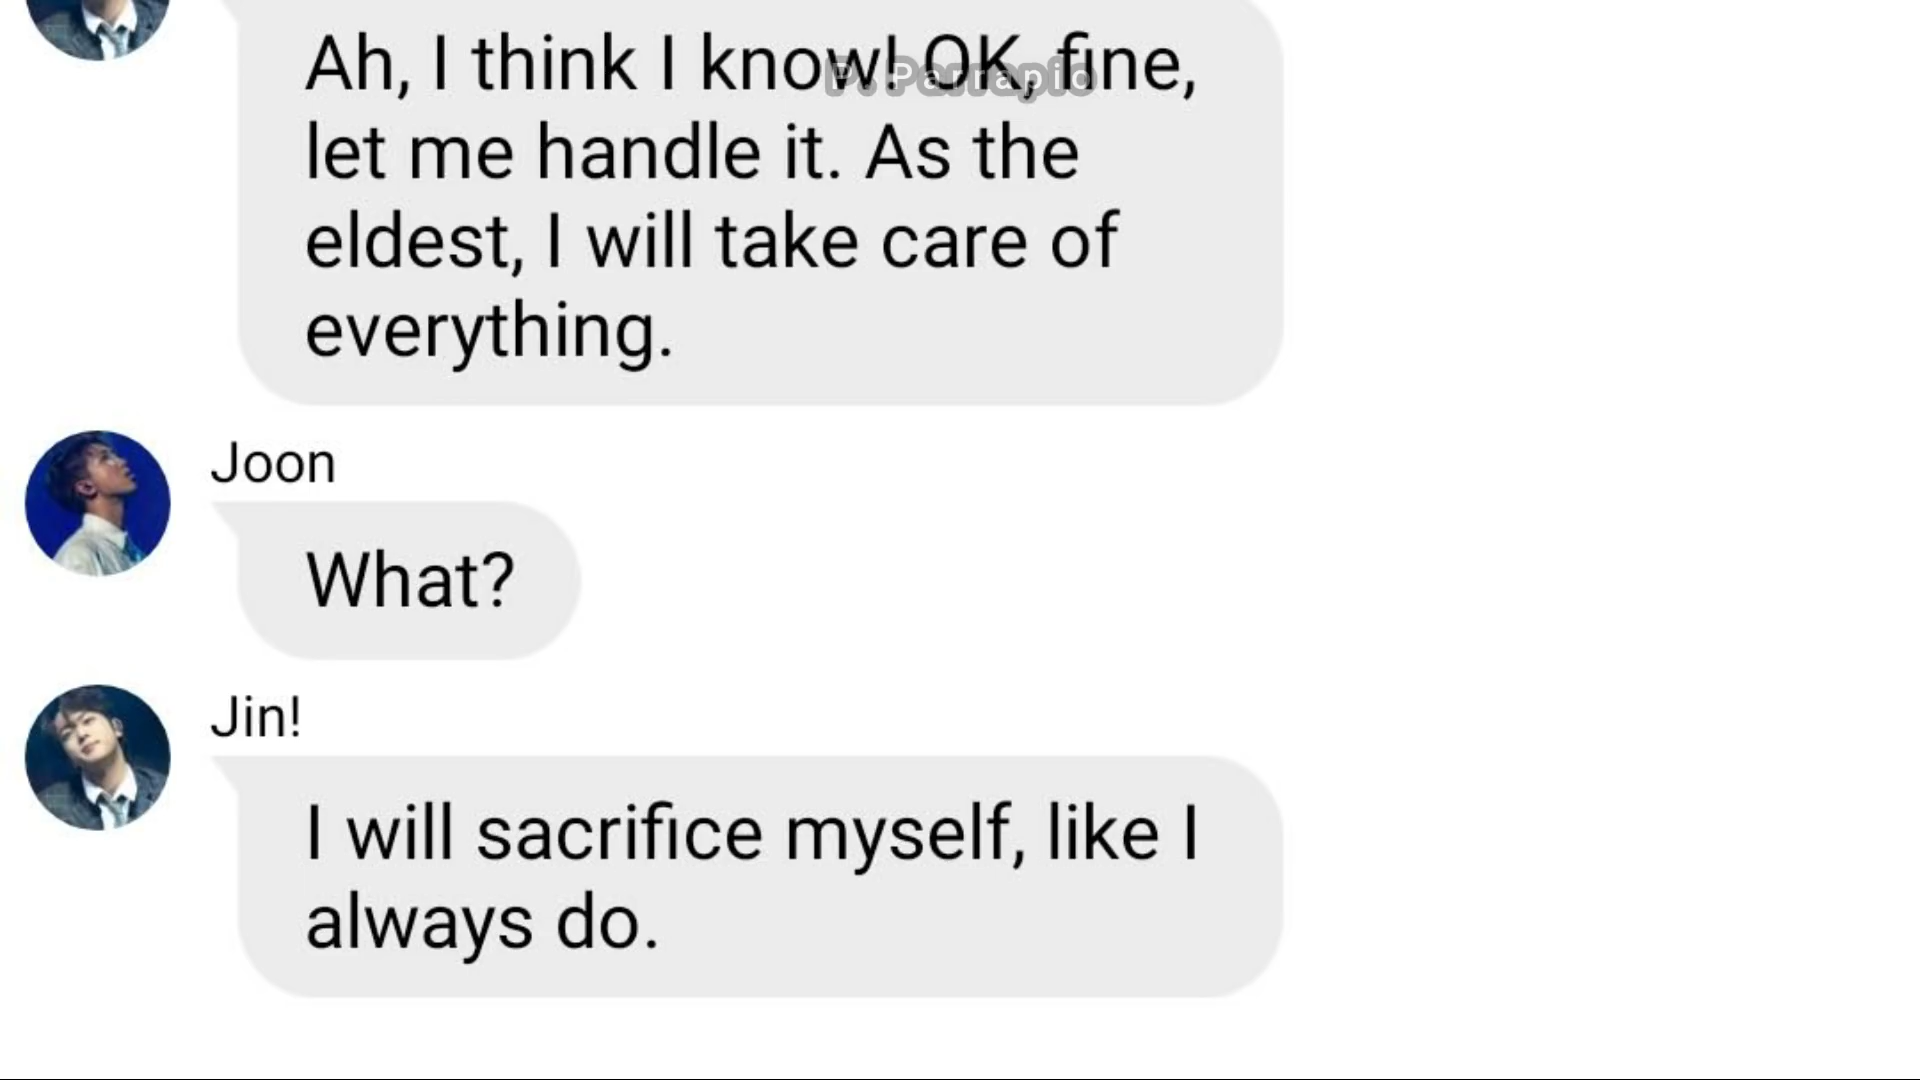 Ah, I think I know! OK, fine,
P. Parrapio
let me handle it. As the
eldest, I will take care of
everything.
Joon
What?
Jin!
I will sacrifice myself, like I
always do.